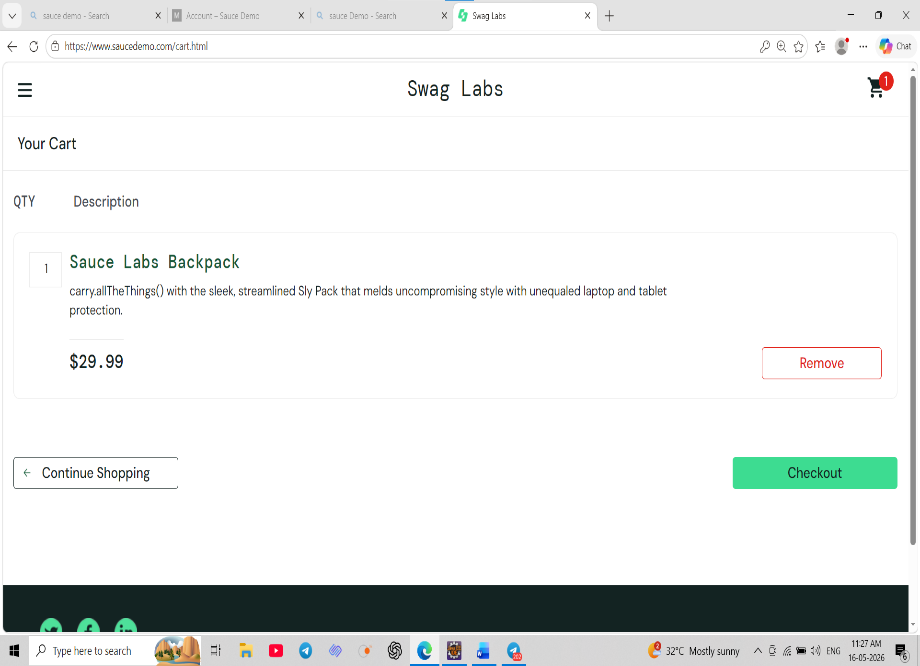 sauce demo - Search
Account – Sauce Demo
sauce Demo - Search
Swag Labs
https://www.saucedemo.com/cart.html
Chat
Swag Labs
1
Your Cart
QTY
Description
1
Sauce Labs Backpack
carry.allTheThings() with the sleek, streamlined Sly Pack that melds uncompromising style with unequaled laptop and tablet
protection.
$29.99
Remove
Continue Shopping
Checkout
Type here to search
32°C Mostly sunny
ENG
11:27 AM
16-05-2026
6